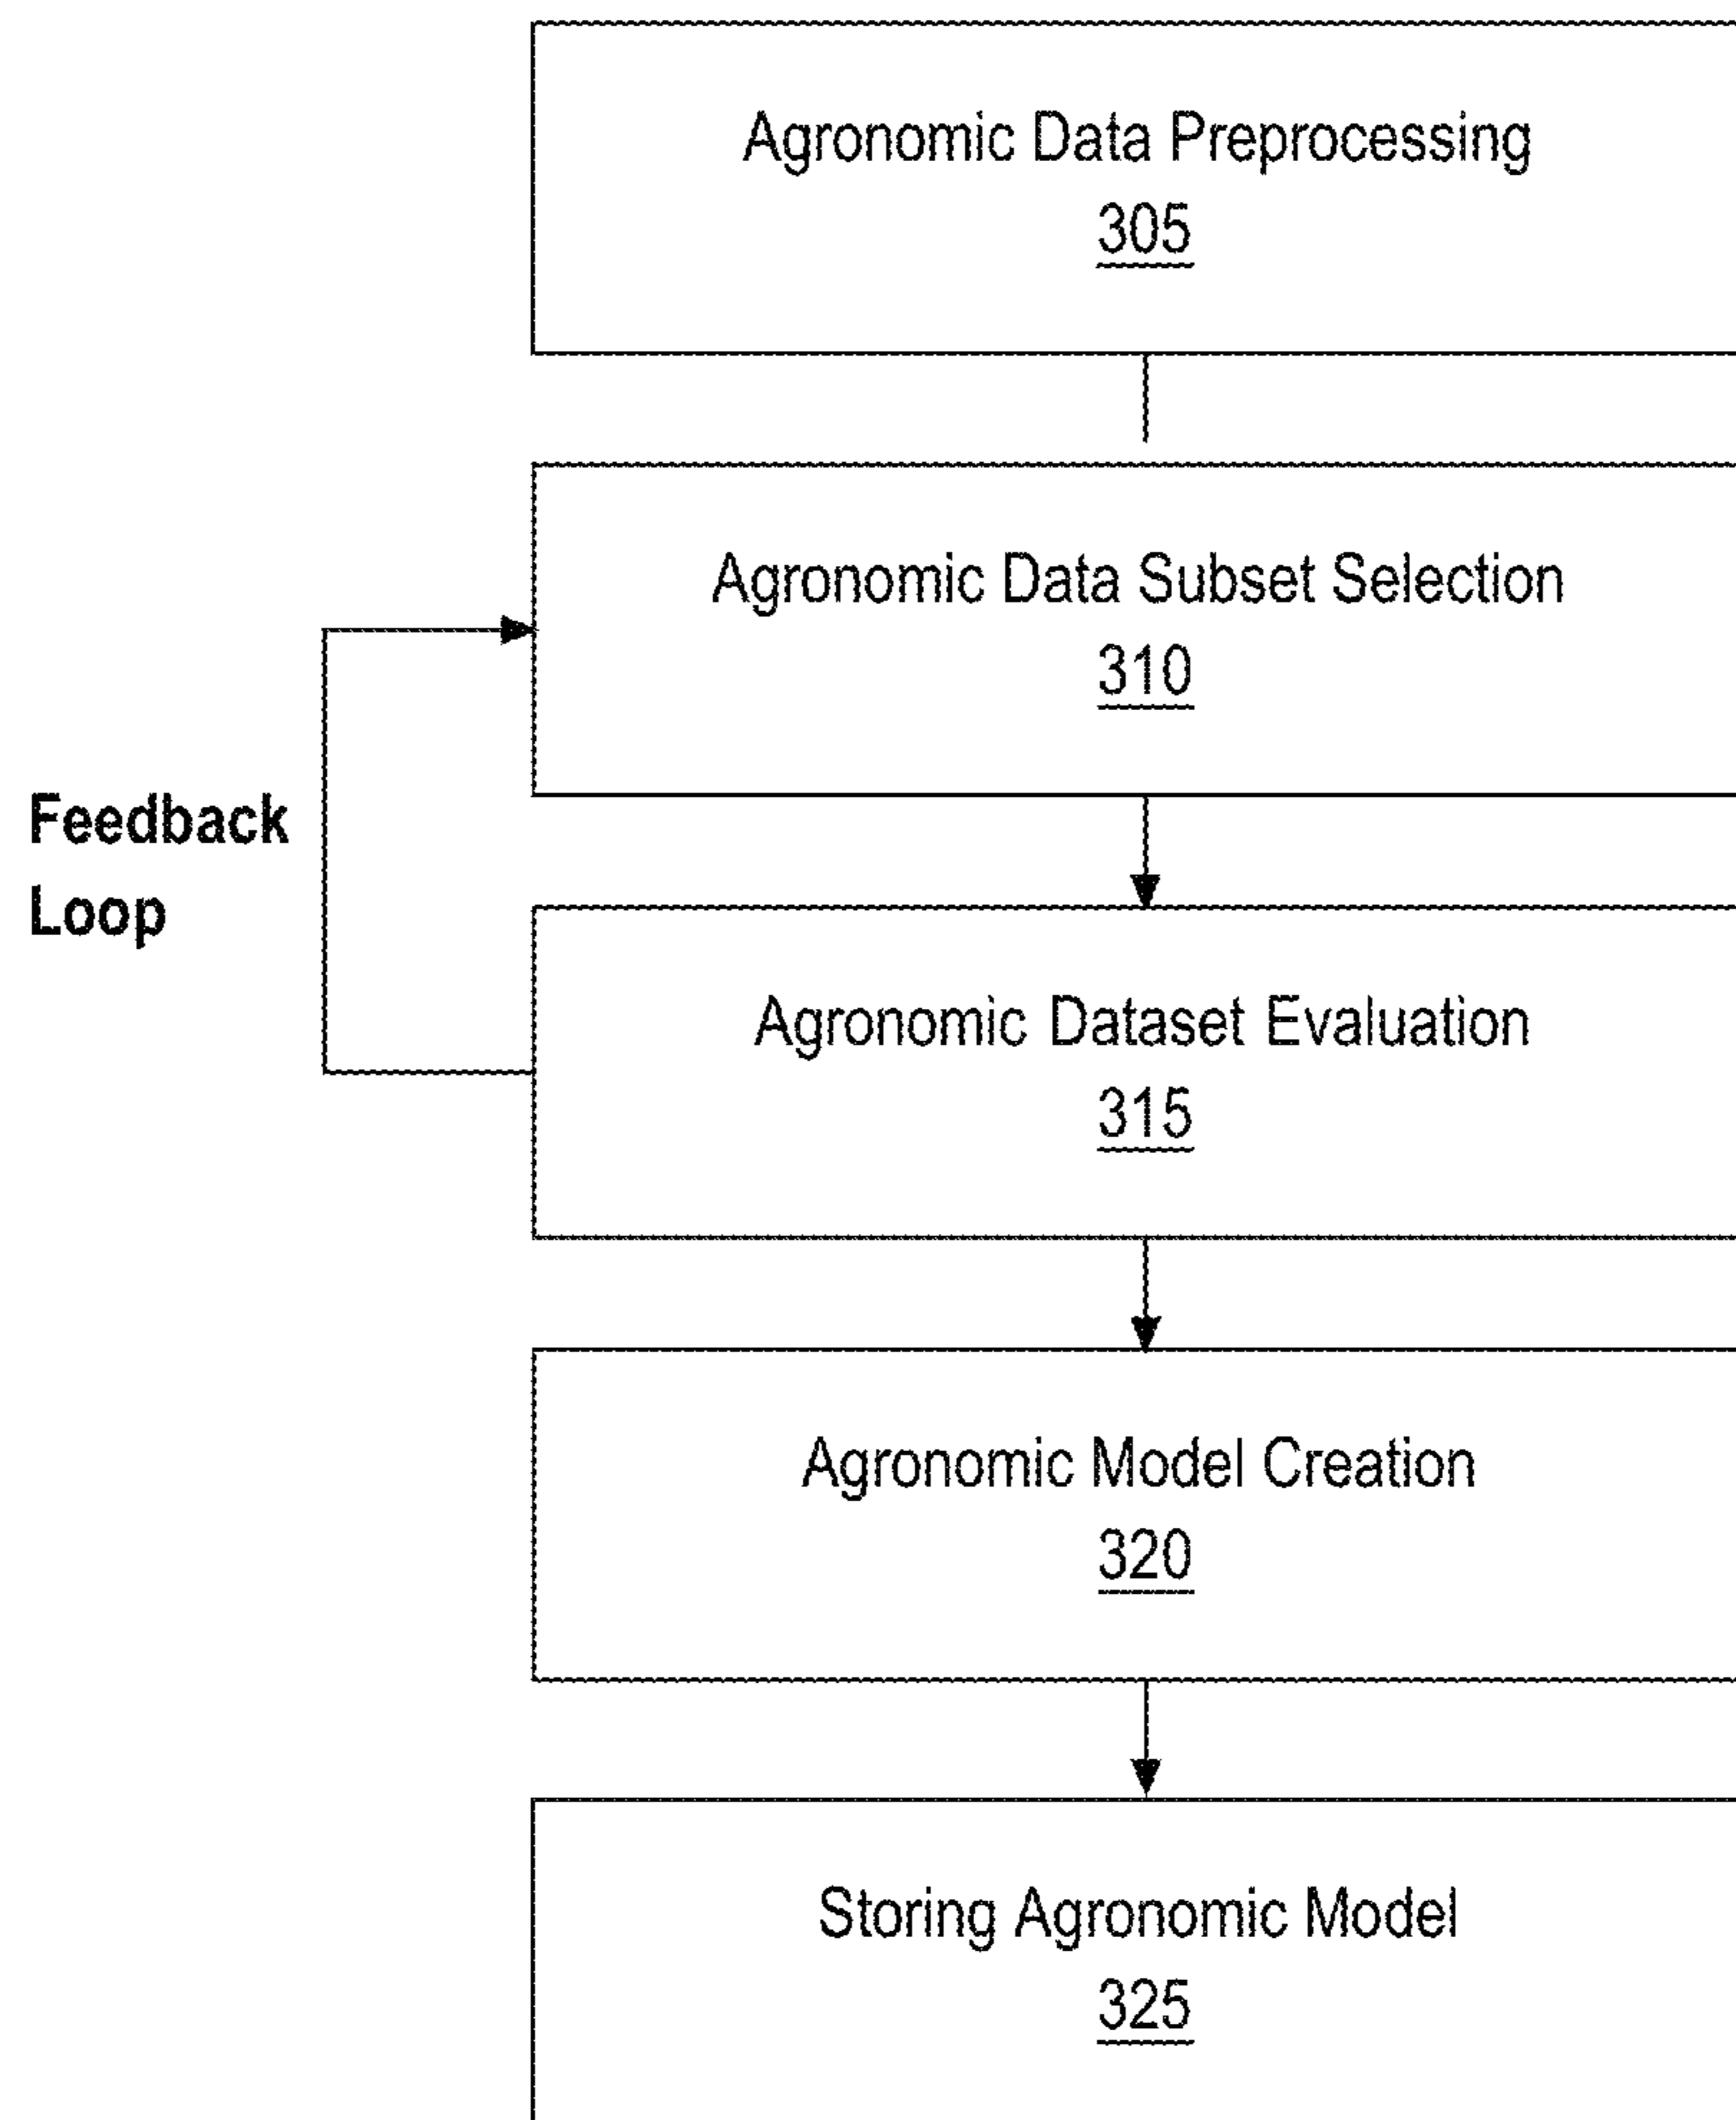 Agronomic Data Preprocessing
305
Agronomic Data Subset Selection
310
Feedback
Loop
Agronomic Dataset Evaluation
315
Agronomic Model Creation
320
Storing Agronomic Model
325